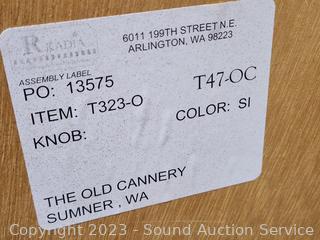 6011 199TH STREET N.E.
ARLINGTON, WA 98223
ASSEMBLY LABEL
PO: 13575
T47-OC
ITEM: T323-O
COLOR: SI
KNOB:
THE OLD CANNERY
SUMNER , WA
Copyright © 2023 - Sound Auction Service